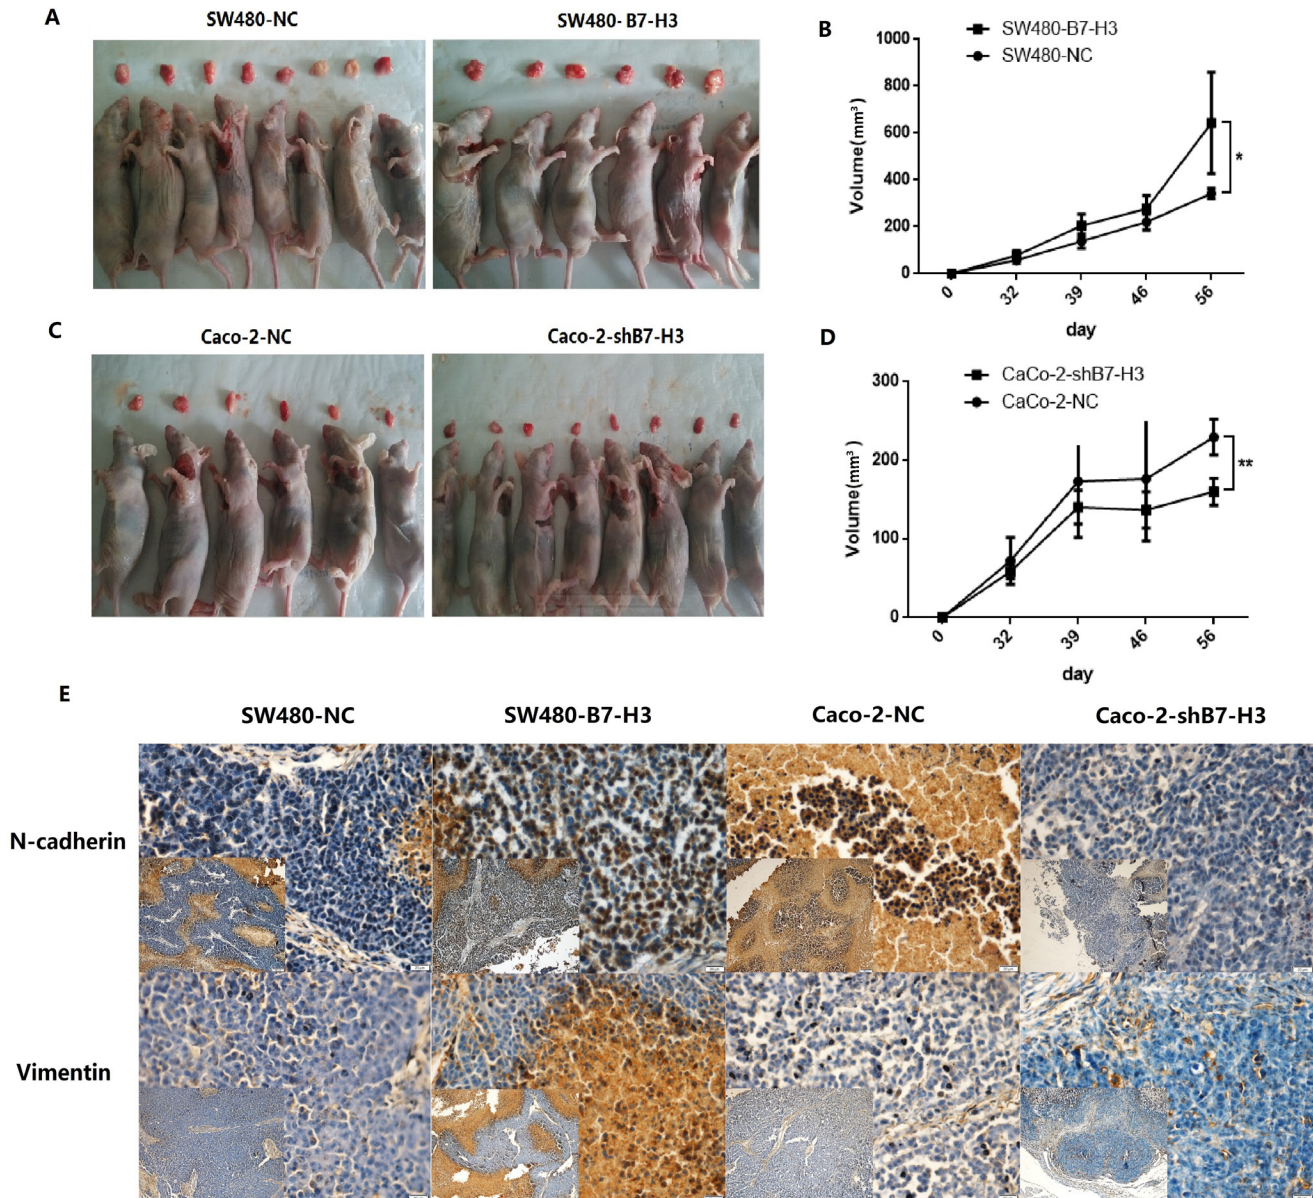 A
SW480-NC
SW480-B7-H3
B
SW480-B7-H3
SW480-NC
1000
800
600
400
200
0
Volume(mm³)
*
0
32
39
46
56
day
C
Caco-2-NC
Caco-2-shB7-H3
D
CaCo-2-shB7-H3
CaCo-2-NC
300
200
100
0
Volume(mm³)
**
0
32
39
46
56
day
E
SW480-NC
SW480-B7-H3
Caco-2-NC
Caco-2-shB7-H3
N-cadherin
Vimentin